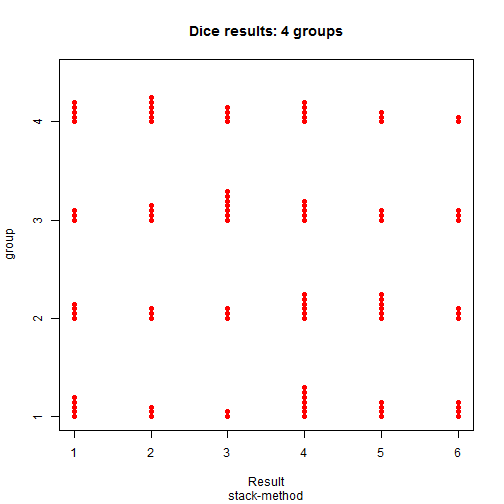 Dice results: 4 groups
4
3
2
1
group
1 2 3 4 5 6
Result
stack-method